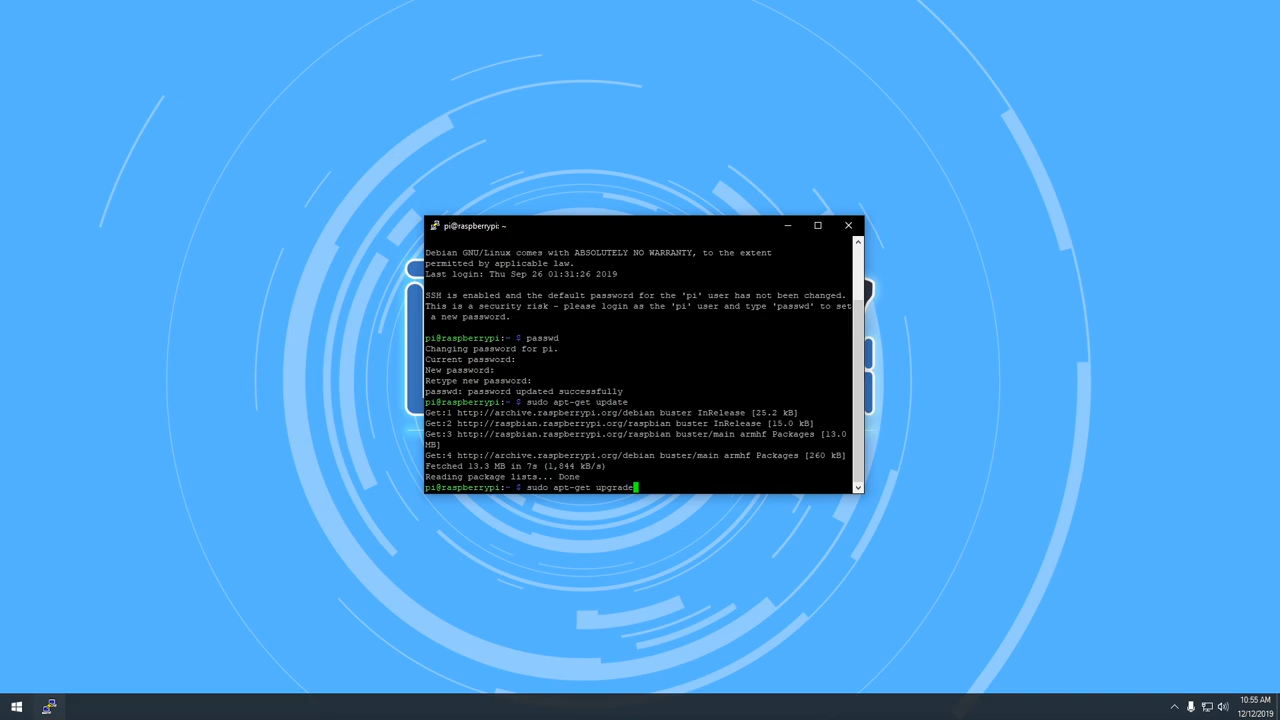 pi@raspberrypi: ~
Debian GNU/Linux comes with ABSOLUTELY NO WARRANTY, to the extent
permitted by applicable law.
Last login: Thu Sep 26 01:31:26 2019
SSH is enabled and the default password for the 'pi' user has not been changed.
This is a security risk - please login as the 'pi' user and type 'passwd' to set
a new password.
pi@raspberrypi:~ $ passwd
Changing password for pi.
Current password:
New password:
Retype new password:
passwd: password updated successfully
pi@raspberrypi:~ $ sudo apt-get update
Get:1 http://archive.raspberrypi.org/debian buster InRelease [25.2 kB]
Get:2 http://raspbian.raspberrypi.org/raspbian buster InRelease [15.0 kB]
Get:3 http://raspbian.raspberrypi.org/raspbian buster/main armhf Packages [13.0
MB]
Get:4 http://archive.raspberrypi.org/debian buster/main armhf Packages [260 kB]
Fetched 13.3 MB in 7s (1,844 kB/s)
Reading package lists... Done
pi@raspberrypi:~ $ sudo apt-get upgrade
10:55 AM
12/12/2019